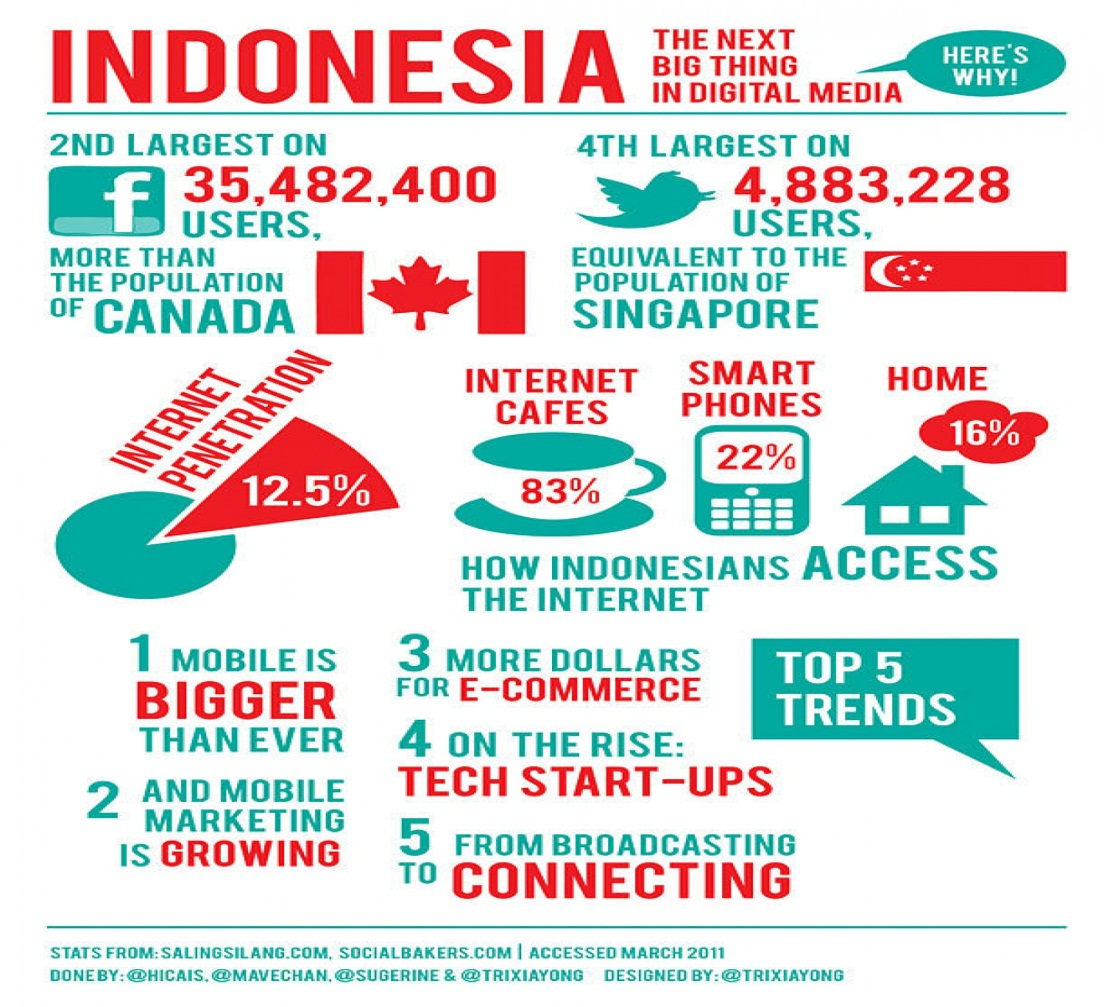 INDONESIA
THE NEXT
BIG THING
IN DIGITAL MEDIA
HERE'S
WHY!
2ND LARGEST ON
f
35,482,400
USERS,
MORE THAN
THE POPULATION
OF CANADA
4TH LARGEST ON
4,883,228
USERS,
EQUIVALENT TO THE
POPULATION OF
SINGAPORE
INTERNET
PENETRATION
12.5%
INTERNET
CAFES
83%
SMART
PHONES
22%
HOME
16%
HOW INDONESIANS ACCESS
THE INTERNET
TOP 5
TRENDS
1 MOBILE IS
BIGGER
THAN EVER
2 AND MOBILE
MARKETING
IS GROWING
3 MORE DOLLARS
FOR E-COMMERCE
4 ON THE RISE:
TECH START-UPS
5 FROM BROADCASTING
TO CONNECTING
STATS FROM: SALINGSILANG.COM, SOCIALBAKERS.COM | ACCESSED MARCH 2011
DONE BY: @HICAIS, @MAVECHAN, @SUGERINE & @TRIXIAYONG DESIGNED BY: @TRIXIAYONG